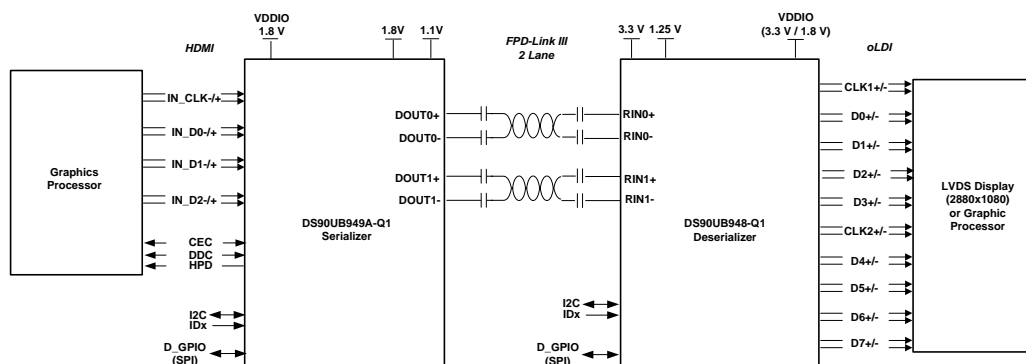 VDDIO
1.8 V
1.8V
1.1V
HDMI
FPD-Link III
2 Lane
3.3 V
1.25 V
VDDIO
(3.3 V / 1.8 V)
oLDI
Graphics
Processor
IN_CLK-/+
IN_D0-/+
IN_D1-/+
IN_D2-/+
CEC
DDC
HPD
I2C
IDx
D_GPIO
(SPI)
DOUT0+
DOUT0-
DOUT1+
DOUT1-
DS90UB949A-Q1
Serializer
RIN0+
RIN0-
RIN1+
RIN1-
DS90UB948-Q1
Deserializer
I2C
IDx
D_GPIO
(SPI)
CLK1+/-
D0+/-
D1+/-
D2+/-
D3+/-
CLK2+/-
D4+/-
D5+/-
D6+/-
D7+/-
LVDS Display
(2880x1080)
or Graphic
Processor